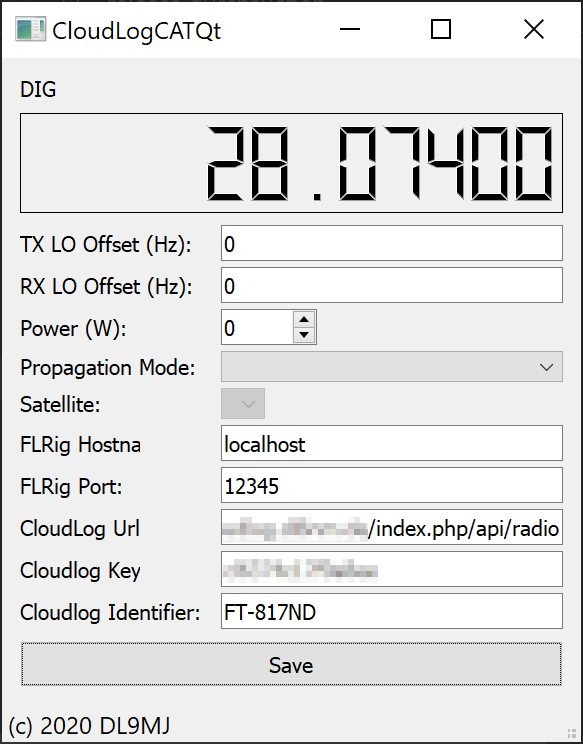 CloudLogCATQt
DIG
28.07400
TX LO Offset (Hz): 0
RX LO Offset (Hz): 0
Power (W): 0
Propagation Mode:
Satellite:
FLRig Hostna localhost
FLRig Port: 12345
CloudLog Url /index.php/api/radio
Cloudlog Key
Cloudlog Identifier: FT-817ND
Save
(c) 2020 DL9MJ